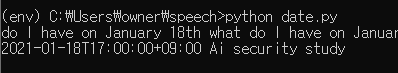 (env) C:₩Users₩owner₩speech>python date.py
do I have on January 18th what do I have on Januar
2021-01-18T17:00:00+09:00 Ai security study